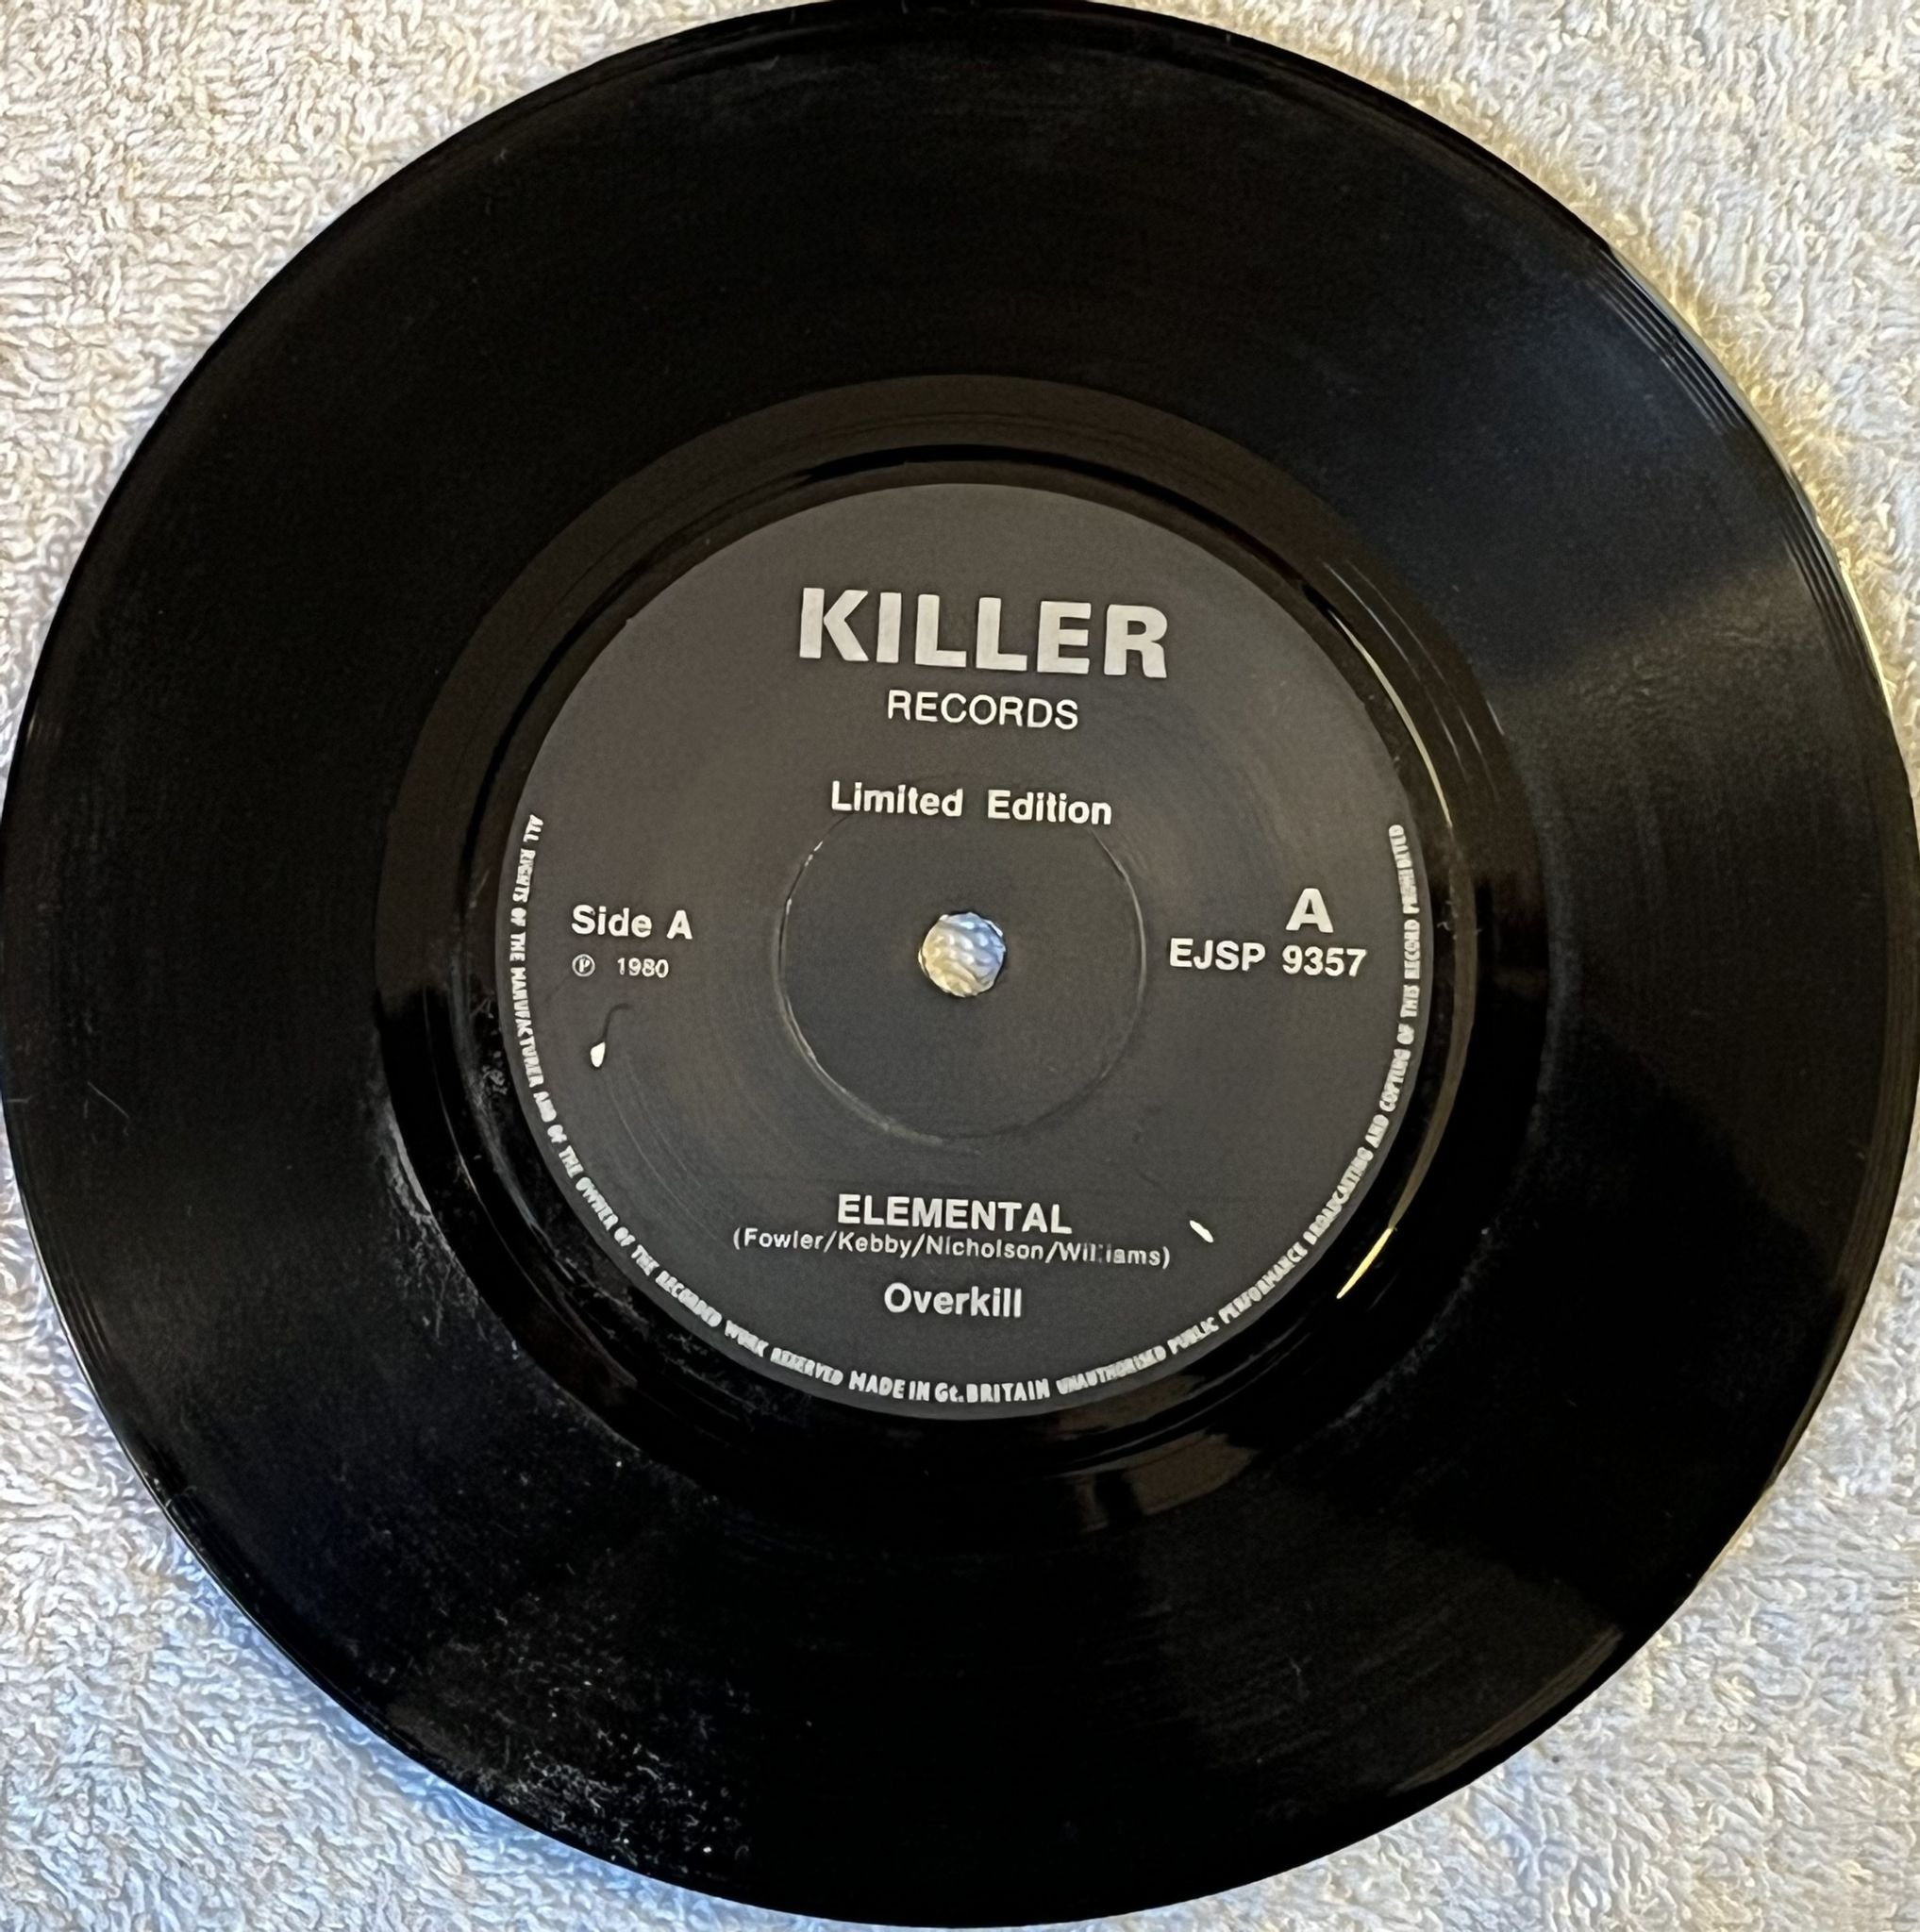 KILLER
RECORDS
Limited Edition
Side A
℗ 1980
A
EJSP 9357
ELEMENTAL
(Fowler/Kebby/Nicholson/Williams)
Overkill
ALL RIGHTS OF THE MANUFACTURER AND OF THE OWNER OF THE RECORDED WORK RESERVED MADE IN Gt. BRITAIN UNAUTHORISED PUBLIC PERFORMANCE BROADCASTING AND COPYING OF THIS RECORD PROHIBITED